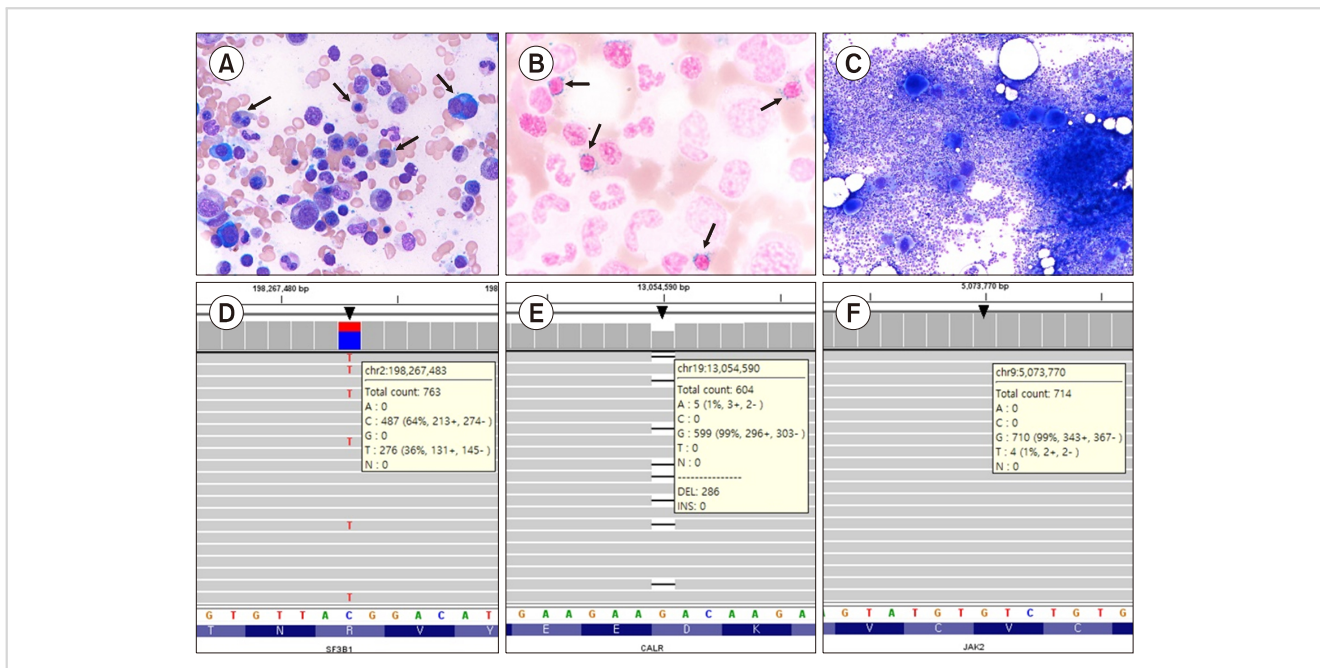 A
B
C
D
198,267,480 bp
198
chr2:198,267,483
Total count: 763
A : 0
C : 487 (64%, 213+, 274- )
G : 0
T : 276 (36%, 131+, 145- )
N : 0
T
T
T
T
T
T
G T G T T A C G G A C A T
T N R V Y
SF3B1
E
13,054,590 bp
chr19:13,054,590
Total count: 604
A : 5 (1%, 3+, 2- )
C : 0
G : 599 (99%, 296+, 303- )
T : 0
N : 0
---------------
DEL: 286
INS: 0
G A A G A A G A C A A G A
E E D K
CALR
F
5,073,770 bp
chr9:5,073,770
Total count: 714
A : 0
C : 0
G : 710 (99%, 343+, 367- )
T : 4 (1%, 2+, 2- )
N : 0
G T A T G T G T C T G T G
V C V C
JAK2